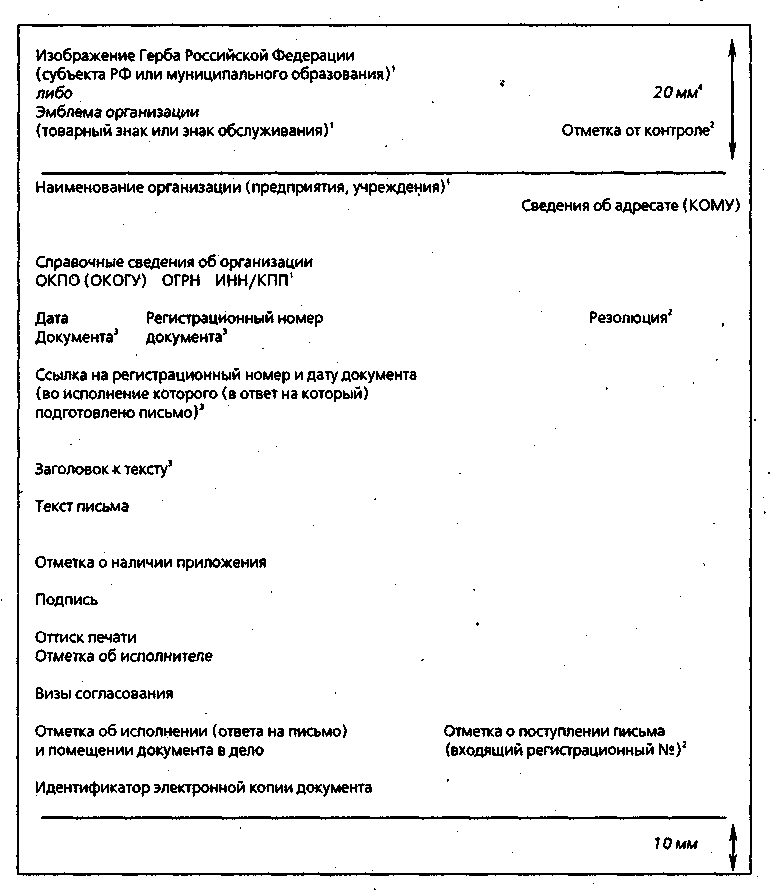 Изображение Герба Российской Федерации
(субъекта РФ или муниципального образования)¹
либо
20 мм⁴
Эмблема организации
(товарный знак или знак обслуживания)¹
Отметка от контроле²
Наименование организации (предприятия, учреждения)¹
Сведения об адресате (КОМУ)
Справочные сведения об организации
ОКПО (ОКОГУ) ОГРН ИНН/КПП¹
Дата Регистрационный номер Резолюция²
Документа³ документа³
Ссылка на регистрационный номер и дату документа
(во исполнение которого (в ответ на который)
подготовлено письмо)³
Заголовок к тексту³
Текст письма
Отметка о наличии приложения
Подпись
Оттиск печати
Отметка об исполнителе
Визы согласования
Отметка об исполнении (ответа на письмо) Отметка о поступлении письма
и помещении документа в дело (входящий регистрационный №)²
Идентификатор электронной копии документа
10 мм